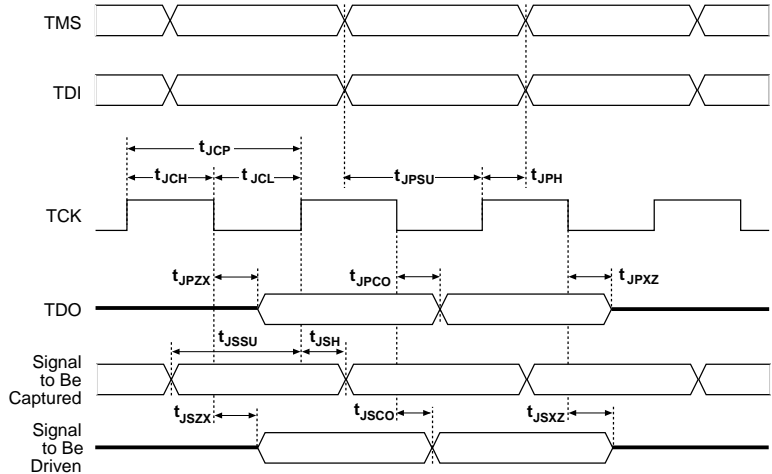 TMS
TDI
tJCP
tJCH
tJCL
tJPSU
tJPH
TCK
tJPZX
tJPCO
tJPXZ
TDO
tJSSU
tJSH
Signal
to Be
Captured
tJSZX
tJSCO
tJSXZ
Signal
to Be
Driven